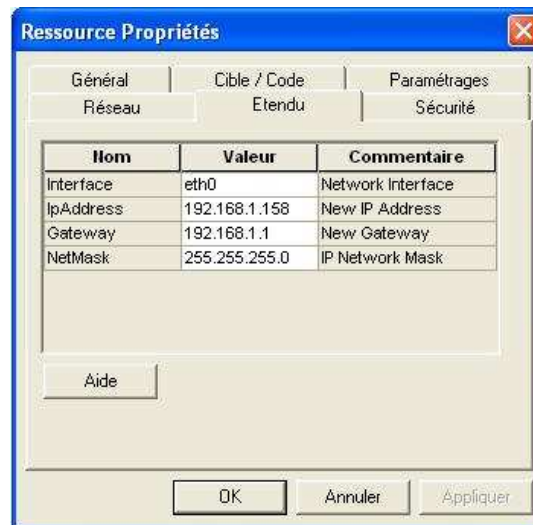 Ressource Propriétés
Général Cible / Code Paramétrages
Réseau Etendu Sécurité
Nom Valeur Commentaire
Interface eth0 Network Interface
IpAddress 192.168.1.158 New IP Address
Gateway 192.168.1.1 New Gateway
NetMask 255.255.255.0 IP Network Mask
Aide
OK Annuler Appliquer